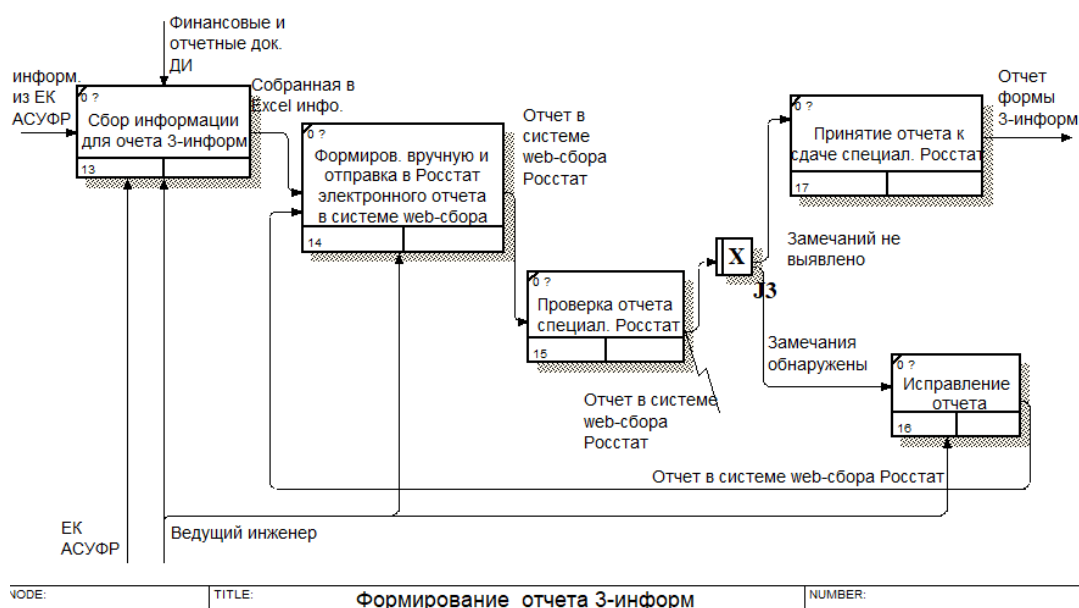 Финансовые и
отчетные док.
ДИ
информ.
из ЕК
АСУФР
0 ?
Сбор информации
для очета 3-информ
13
Собранная в
Excel инфо.
0 ?
Формиров. вручную и
отправка в Росстат
электронного отчета
в системе web-сбора
14
Отчет в
системе
web-сбора
Росстат
0 ?
Проверка отчета
специал. Росстат
15
Отчет в системе
web-сбора
Росстат
X
J3
Замечаний не
выявлено
0 ?
Принятие отчета к
сдаче специал. Росстат
17
Отчет
формы
3-информ
Замечания
обнаружены
0 ?
Исправление
отчета
16
Отчет в системе web-сбора Росстат
ЕК
АСУФР
Ведущий инженер
NODE:
TITLE:
Формирование отчета 3-информ
NUMBER: